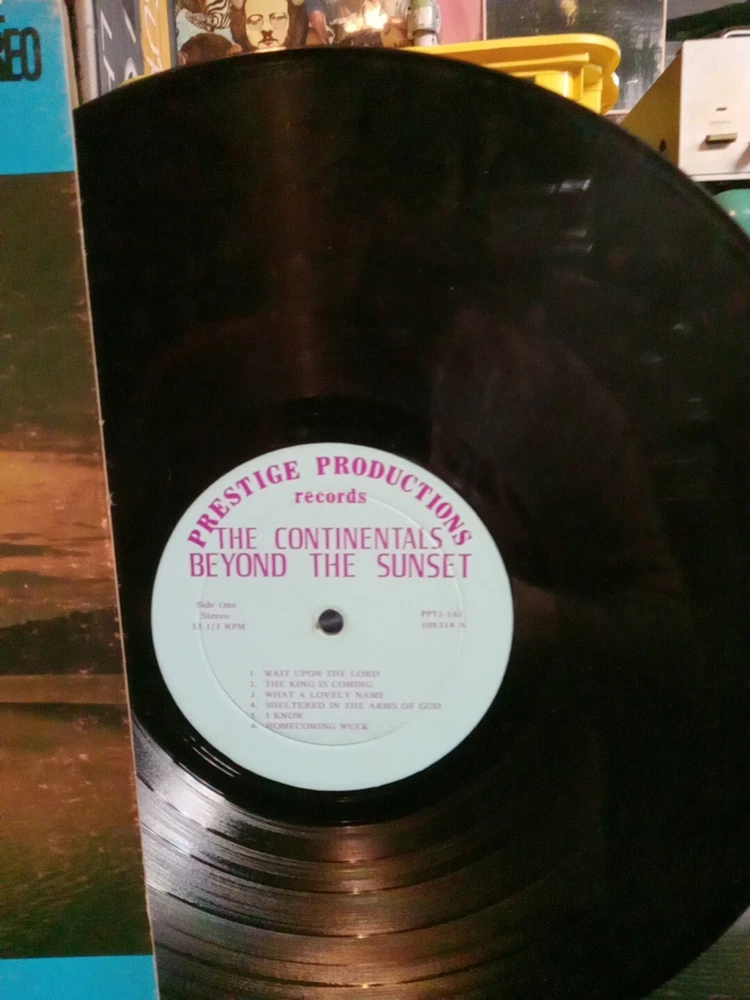 PRESTIGE PRODUCTIONS
records
THE CONTINENTALS
BEYOND THE SUNSET
Side One
Stereo
33 1/3 RPM
108314 A
1. WAIT UPON THE LORD
2. THE KING IS COMING
3. WHAT A LOVELY NAME
4. SHELTERED IN THE ARMS OF GOD
5. I KNOW
6. HOMECOMING WEEK